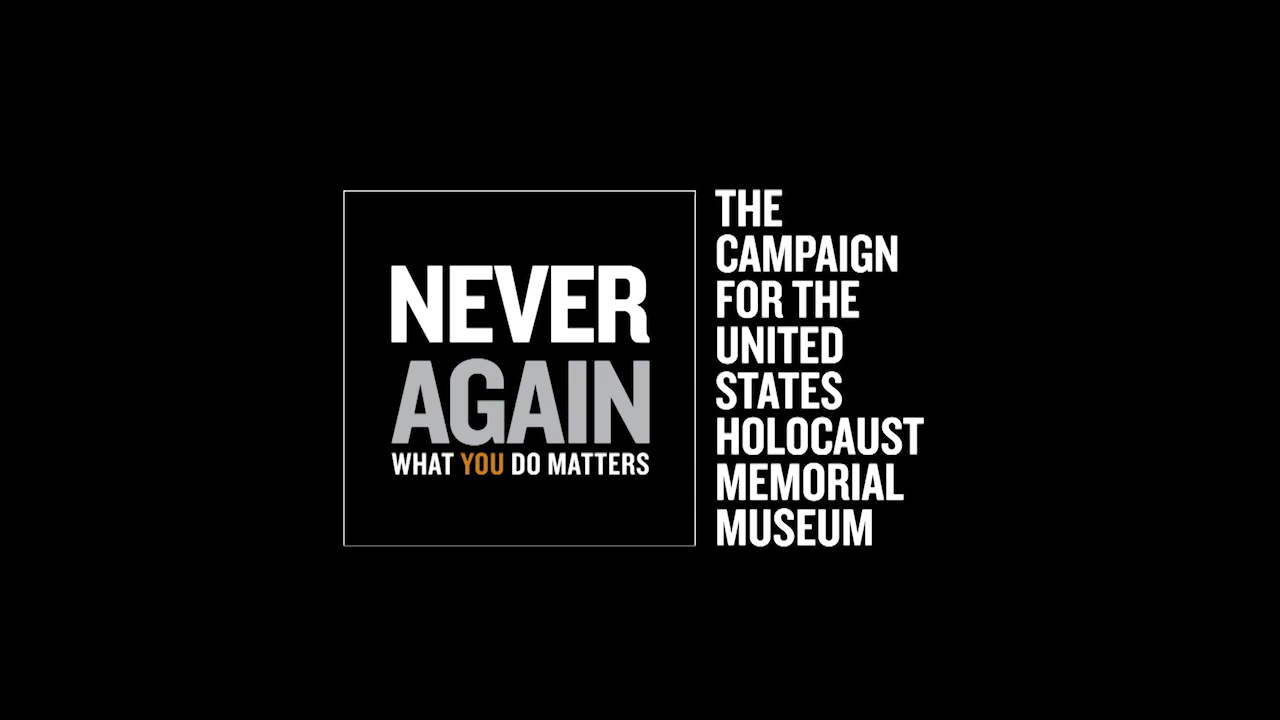 NEVER
AGAIN
WHAT YOU DO MATTERS
THE
CAMPAIGN
FOR THE
UNITED
STATES
HOLOCAUST
MEMORIAL
MUSEUM